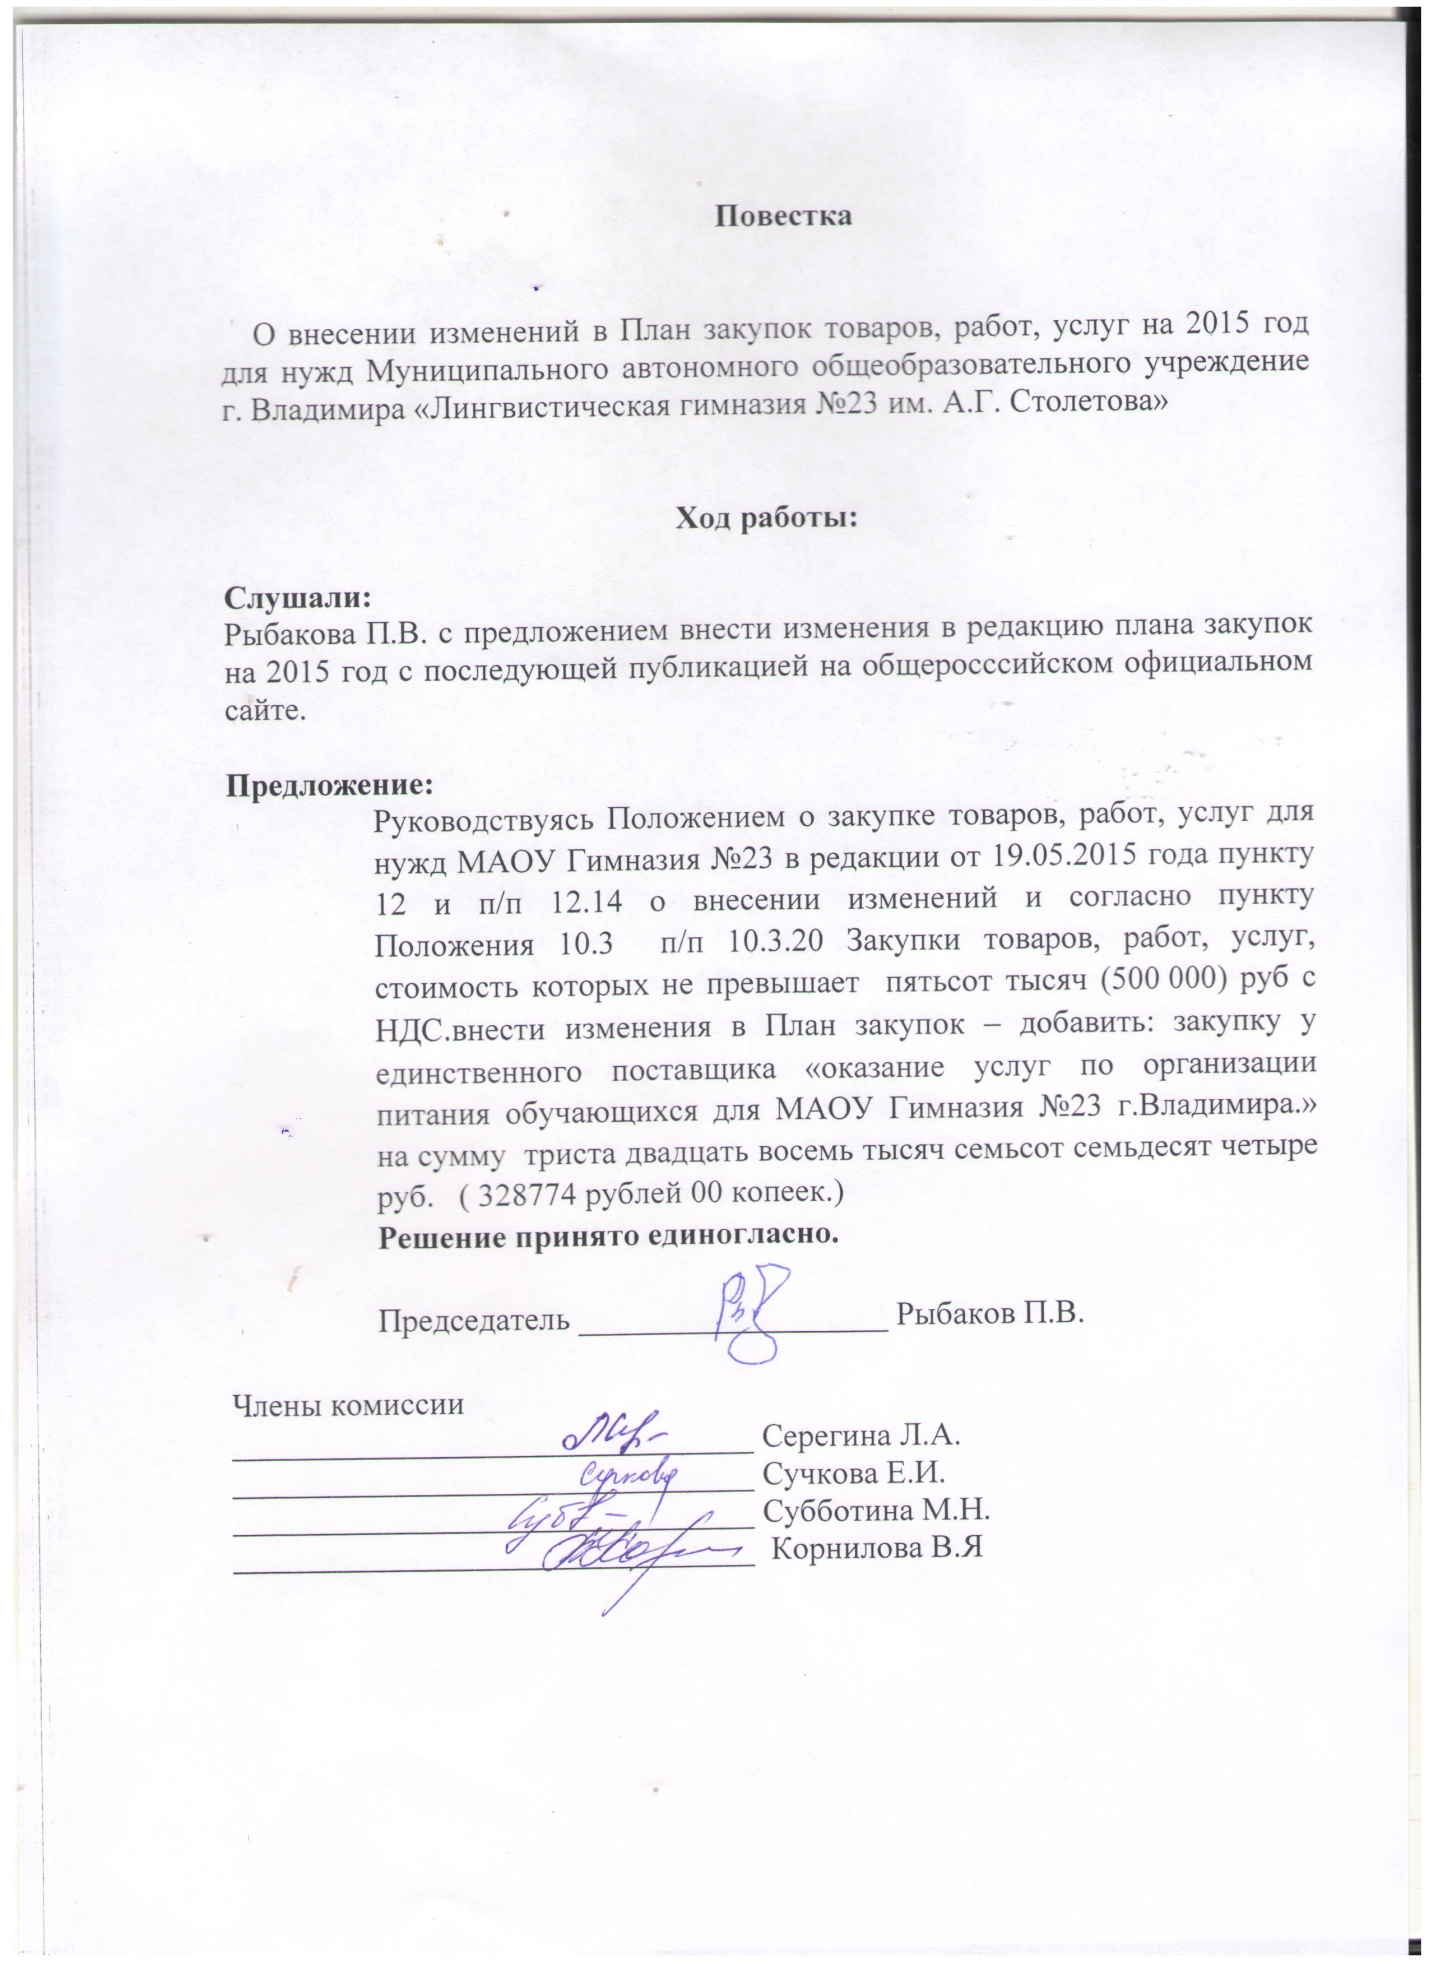 Повестка
О внесении изменений в План закупок товаров, работ, услуг на 2015 год
для нужд Муниципального автономного общеобразовательного учреждение
г. Владимира «Лингвистическая гимназия №23 им. А.Г. Столетова»
Ход работы:
Слушали:
Рыбакова П.В. с предложением внести изменения в редакцию плана закупок
на 2015 год с последующей публикацией на общеросссийском официальном
сайте.
Предложение:
Руководствуясь Положением о закупке товаров, работ, услуг для
нужд МАОУ Гимназия №23 в редакции от 19.05.2015 года пункту
12 и п/п 12.14 о внесении изменений и согласно пункту
Положения 10.3 п/п 10.3.20 Закупки товаров, работ, услуг,
стоимость которых не превышает пятьсот тысяч (500 000) руб с
НДС.внести изменения в План закупок – добавить: закупку у
единственного поставщика «оказание услуг по организации
питания обучающихся для МАОУ Гимназия №23 г.Владимира.»
на сумму триста двадцать восемь тысяч семьсот семьдесят четыре
руб. ( 328774 рублей 00 копеек.)
Решение принято единогласно.
Председатель ____________________ Рыбаков П.В.
Члены комиссии
__________________________________ Серегина Л.А.
__________________________________ Сучкова Е.И.
__________________________________ Субботина М.Н.
__________________________________ Корнилова В.Я